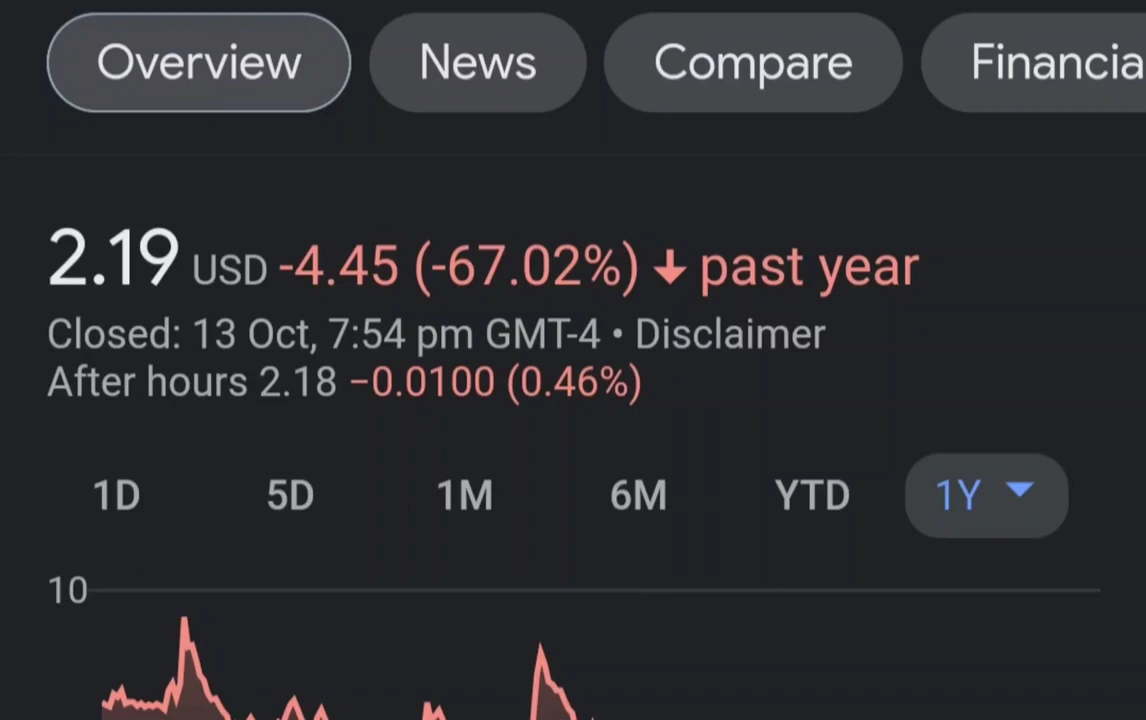 Overview News Compare Financia
2.19 USD -4.45 (-67.02%) ↓ past year
Closed: 13 Oct, 7:54 pm GMT-4 • Disclaimer
After hours 2.18 −0.0100 (0.46%)
1D 5D 1M 6M YTD 1Y
10